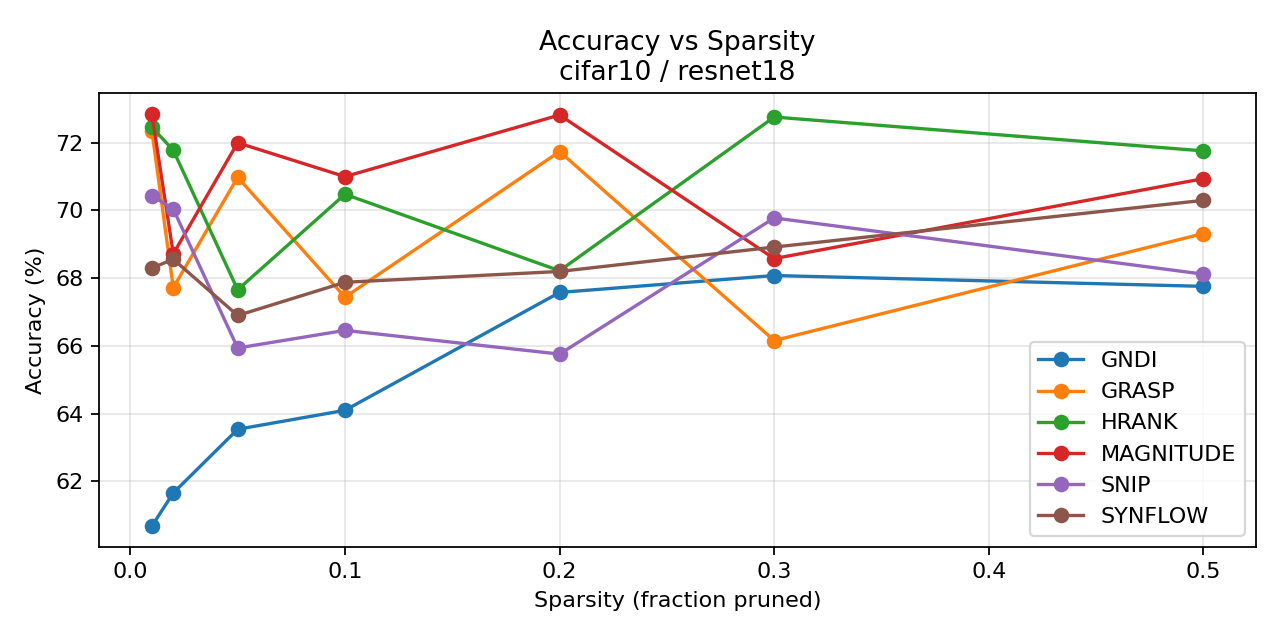 Accuracy vs Sparsity
cifar10 / resnet18
Accuracy (%)
72
70
68
66
64
62
0.0 0.1 0.2 0.3 0.4 0.5
Sparsity (fraction pruned)
GNDI
GRASP
HRANK
MAGNITUDE
SNIP
SYNFLOW